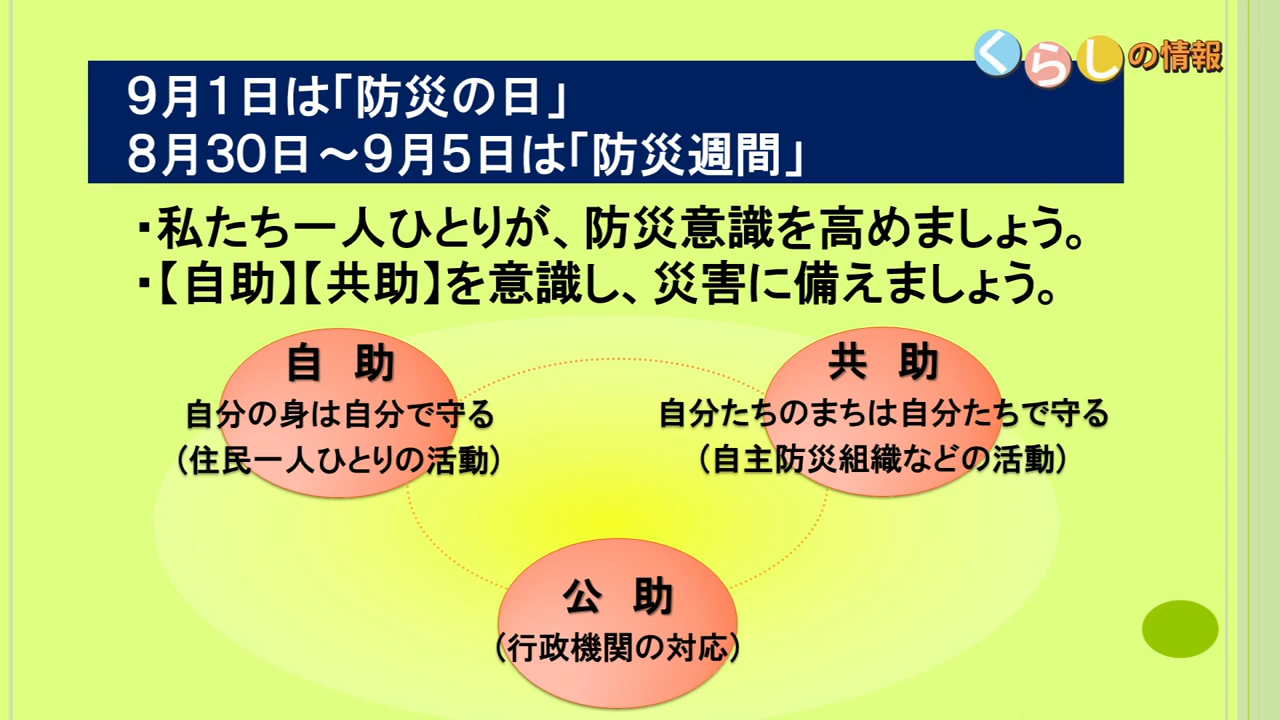 くらしの情報
9月1日は「防災の日」
8月30日～9月5日は「防災週間」
・私たち一人ひとりが、防災意識を高めましょう。
・【自助】【共助】を意識し、災害に備えましょう。
自　助
自分の身は自分で守る
（住民一人ひとりの活動）
共　助
自分たちのまちは自分たちで守る
（自主防災組織などの活動）
公　助
（行政機関の対応）